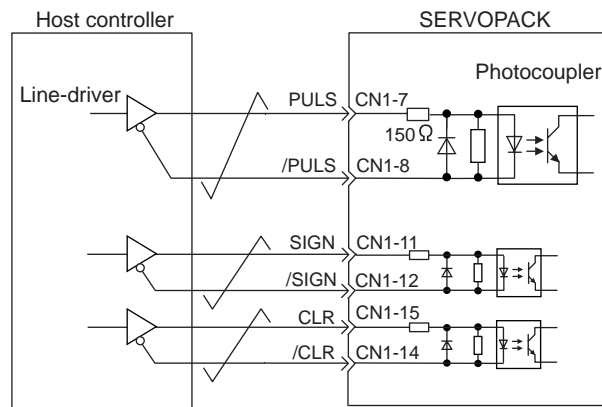 Host controller
SERVOPACK
Photocoupler
Line-driver
PULS
CN1-7
150Ω
/PULS
CN1-8
SIGN
CN1-11
/SIGN
CN1-12
CLR
CN1-15
/CLR
CN1-14